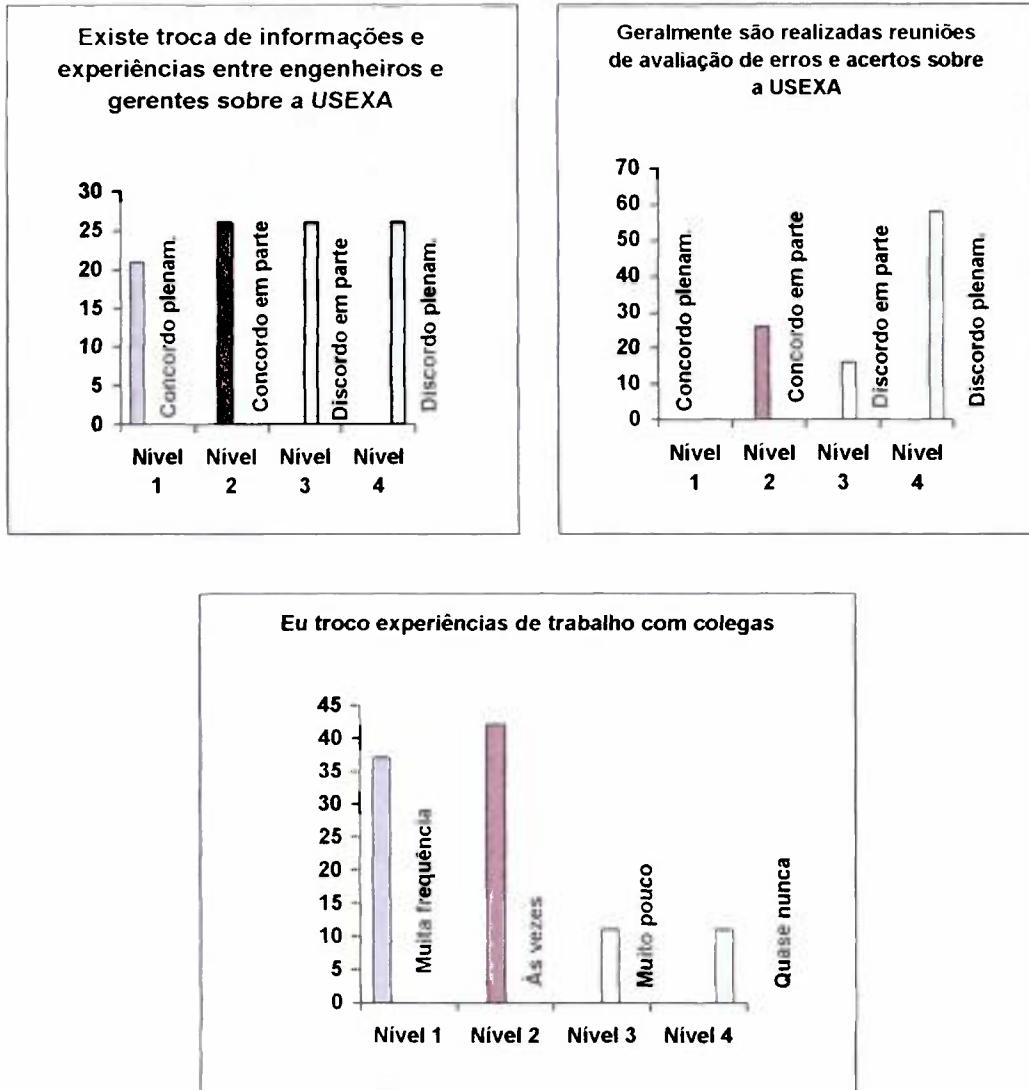 Existe troca de informações e
experiências entre engenheiros e
gerentes sobre a USEXA
30
25
20
15
10
5
0
Concordo plenam.
Concordo em parte
Discordo em parte
Discordo plenam.
Nível Nível Nível Nível
1 2 3 4
Geralmente são realizadas reuniões
de avaliação de erros e acertos sobre
a USEXA
70
60
50
40
30
20
10
0
Concordo plenam.
Concordo em parte
Discordo em parte
Discordo plenam.
Nível Nível Nível Nível
1 2 3 4
Eu troco experiências de trabalho com colegas
45
40
35
30
25
20
15
10
5
0
Muita frequência
Às vezes
Muito pouco
Quase nunca
Nível 1 Nível 2 Nível 3 Nível 4